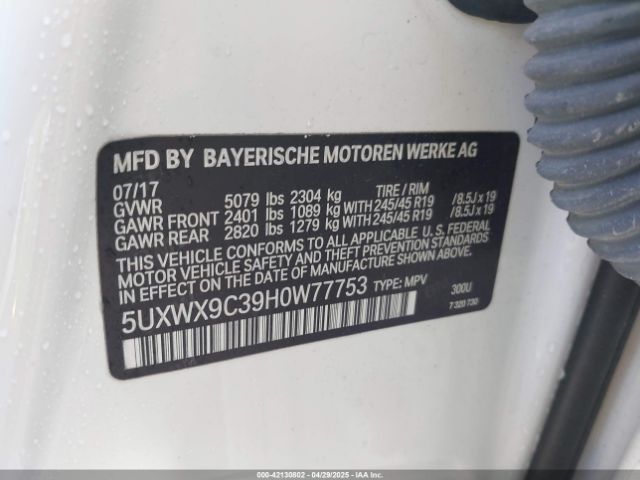 MFD BY BAYERISCHE MOTOREN WERKE AG
07/17 TIRE / RIM
GVWR 5079 lbs 2304 kg
GAWR FRONT 2401 lbs 1089 kg WITH 245/45 R19 /8.5J x 19
GAWR REAR 2820 lbs 1279 kg WITH 245/45 R19 /8.5J x 19
THIS VEHICLE CONFORMS TO ALL APPLICABLE U. S. FEDERAL
MOTOR VEHICLE SAFETY AND THEFT PREVENTION STANDARDS
IN EFFECT ON THE DATE OF MANUFACTURE SHOWN ABOVE.
5UXWX9C39H0W77753 TYPE: MPV 300U
7 320 730
000-42130802 - 04/29/2025 - IAAI.COM